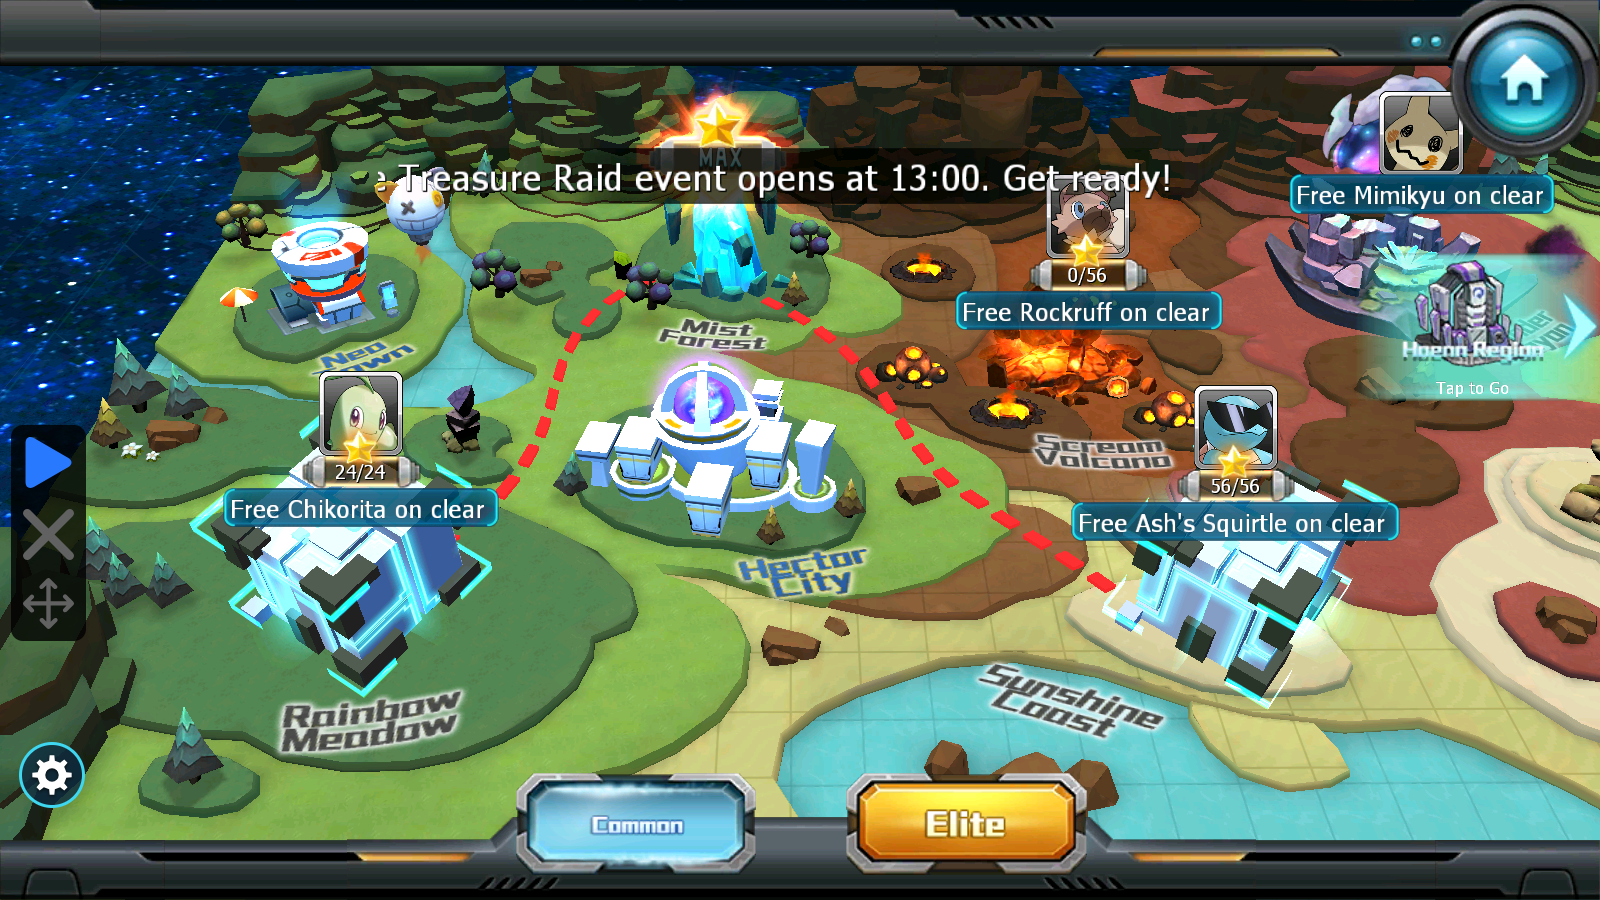 MAX
Treasure Raid event opens at 13:00. Get ready!
Free Mimikyu on clear
0/56
Free Rockruff on clear
Mist
Forest
Neo
Town
Hoenn Region
Tap to Go
Scream
Volcano
24/24
Free Chikorita on clear
56/56
Free Ash's Squirtle on clear
Hector
City
Rainbow
Meadow
Sunshine
Coast
Common
Elite